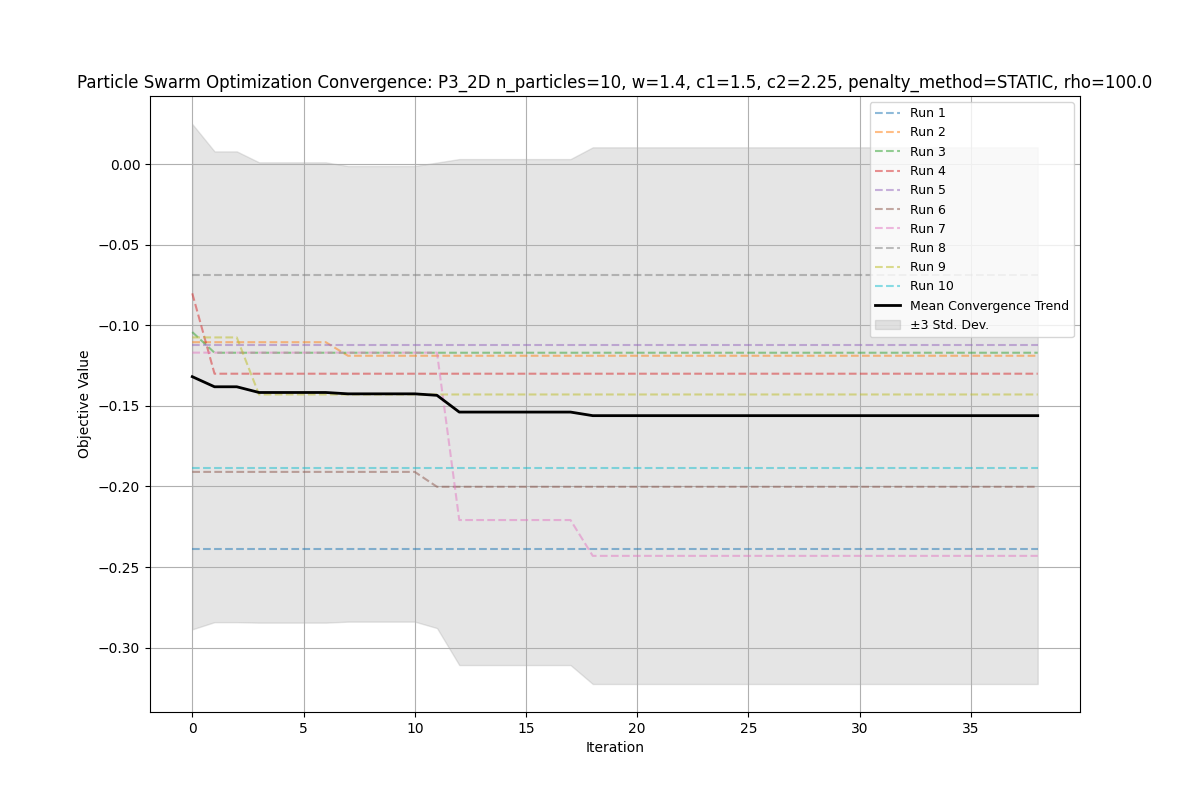 Particle Swarm Optimization Convergence: P3_2D n_particles=10, w=1.4, c1=1.5, c2=2.25, penalty_method=STATIC, rho=100.0
Run 1
Run 2
Run 3
Run 4
Run 5
Run 6
Run 7
Run 8
Run 9
Run 10
Mean Convergence Trend
±3 Std. Dev.
Objective Value
0.00
−0.05
−0.10
−0.15
−0.20
−0.25
−0.30
0 5 10 15 20 25 30 35
Iteration